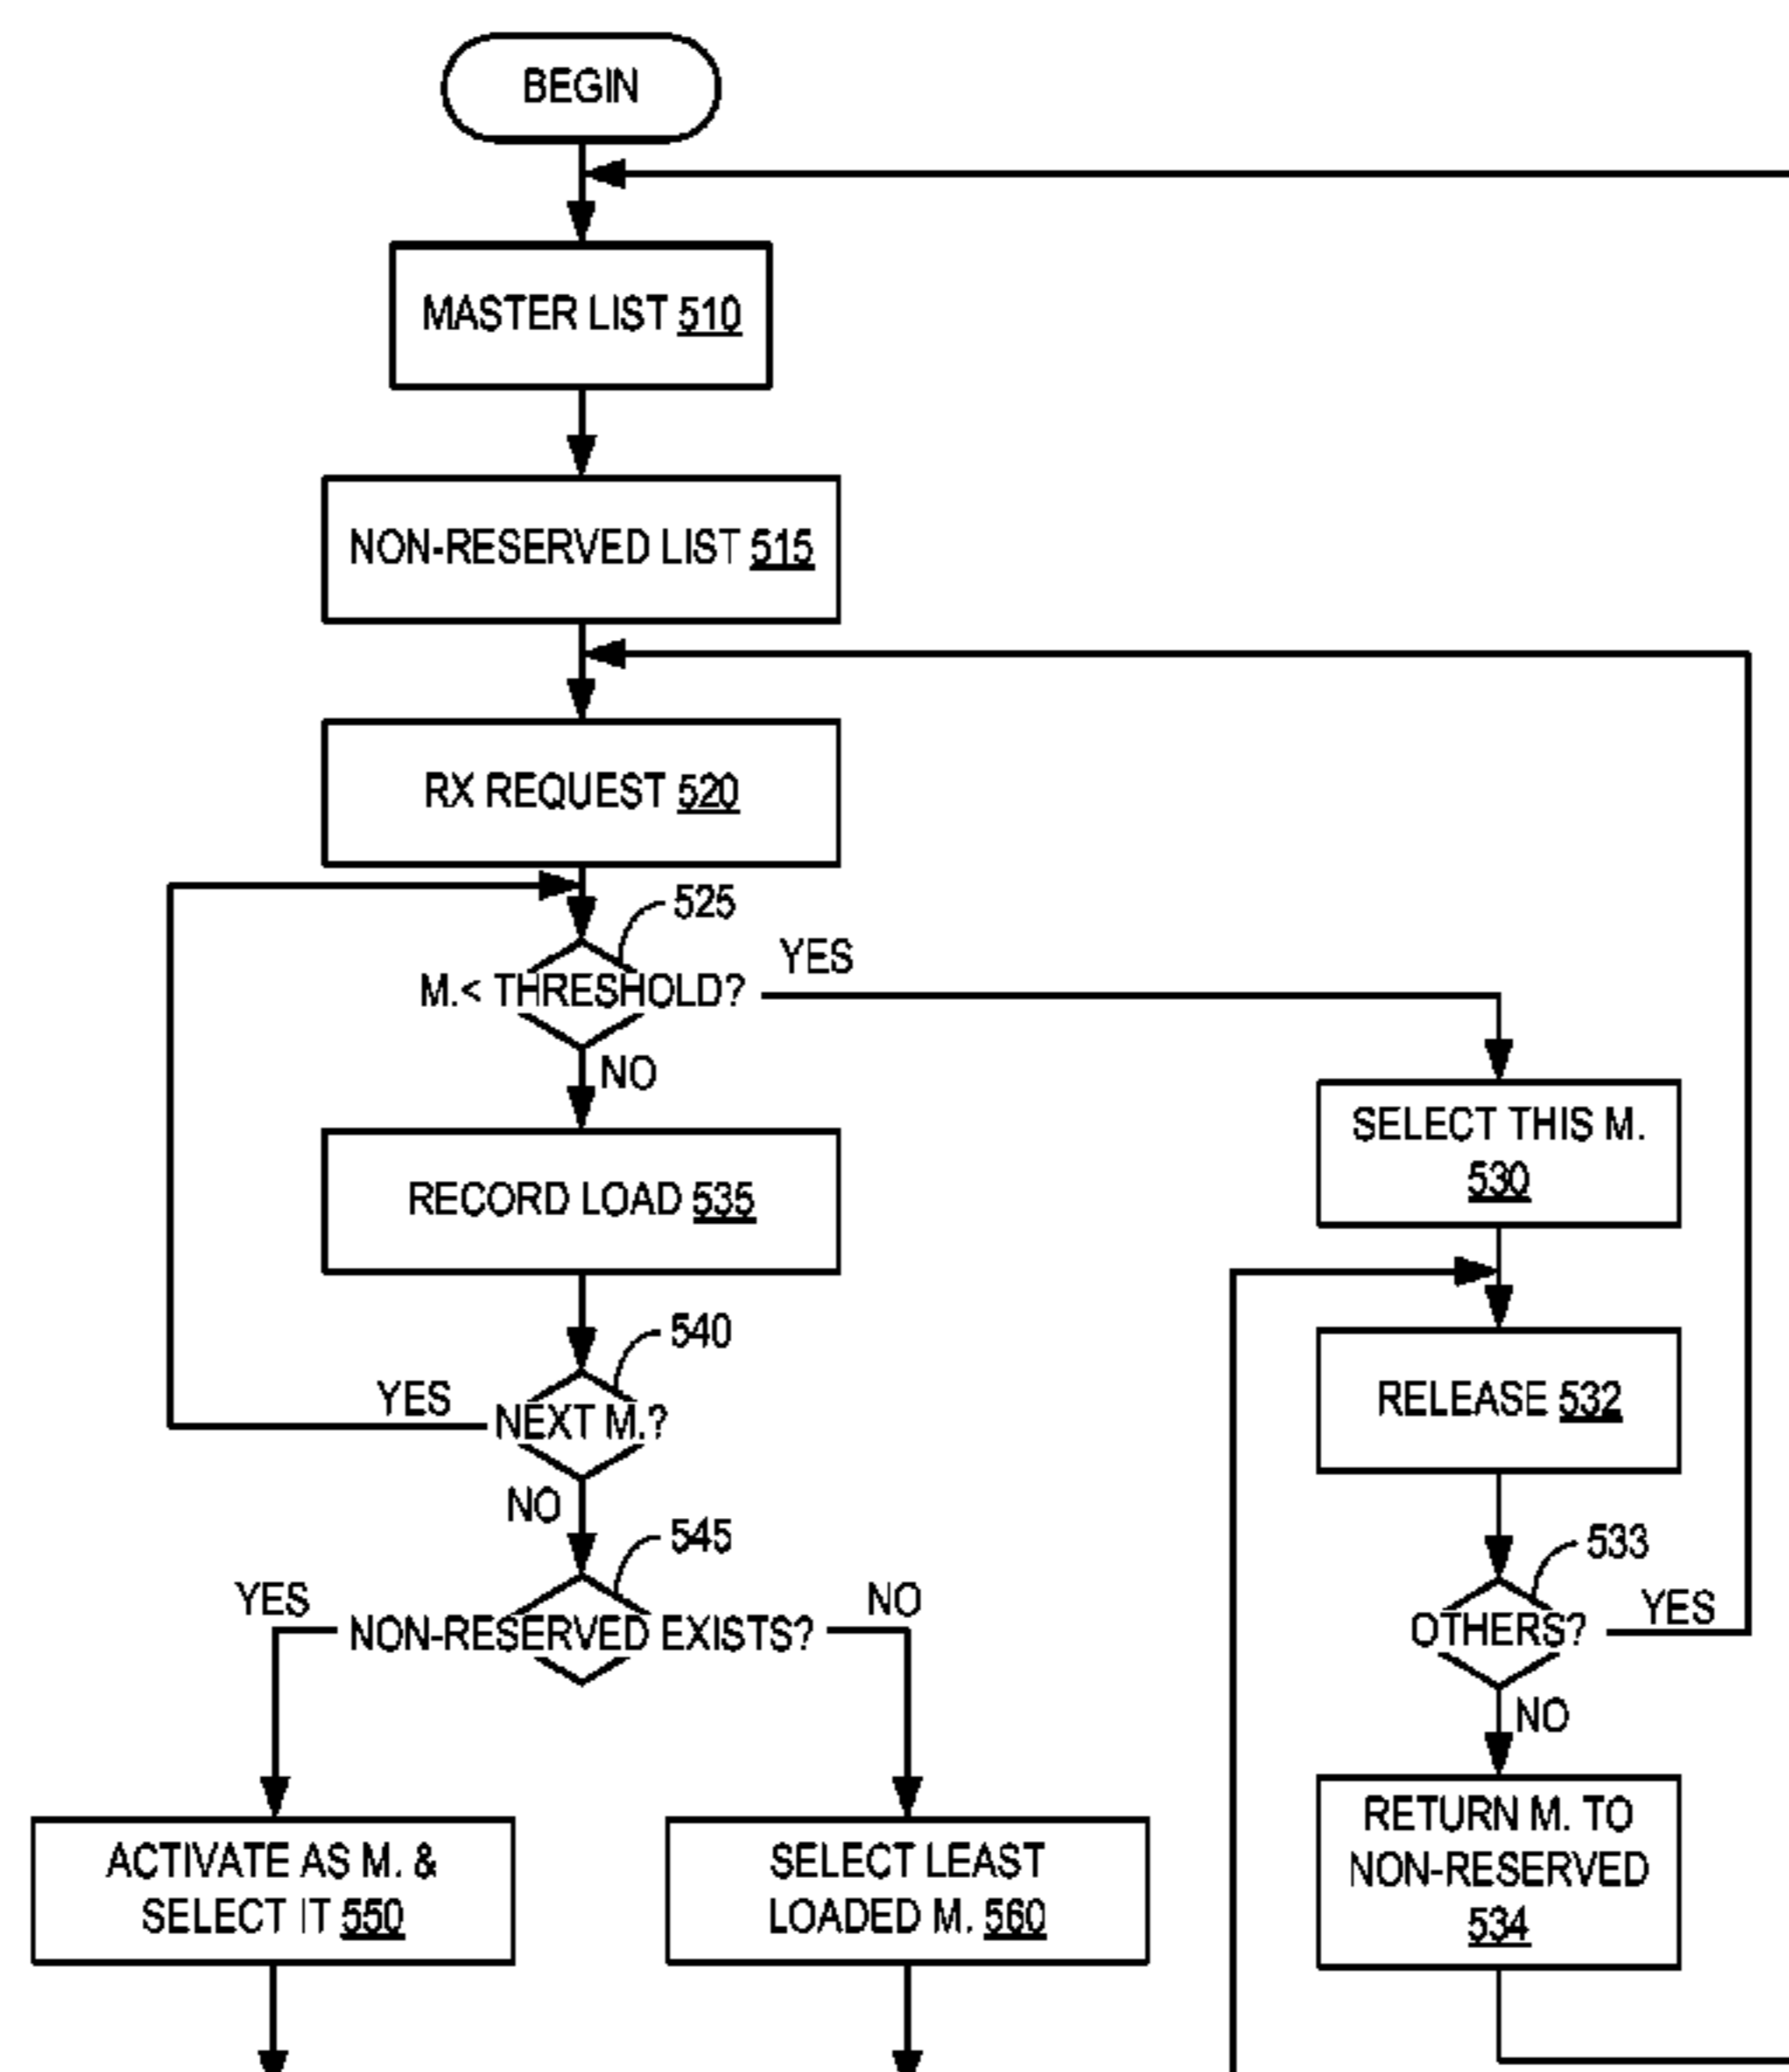 BEGIN
MASTER LIST 510
NON-RESERVED LIST 515
RX REQUEST 520
525
M.< THRESHOLD?
YES
NO
SELECT THIS M.
530
RECORD LOAD 535
540
NEXT M.?
YES
NO
RELEASE 532
533
OTHERS?
YES
NO
545
YES
NON-RESERVED EXISTS?
NO
ACTIVATE AS M. &
SELECT IT 550
SELECT LEAST
LOADED M. 560
RETURN M. TO
NON-RESERVED
534